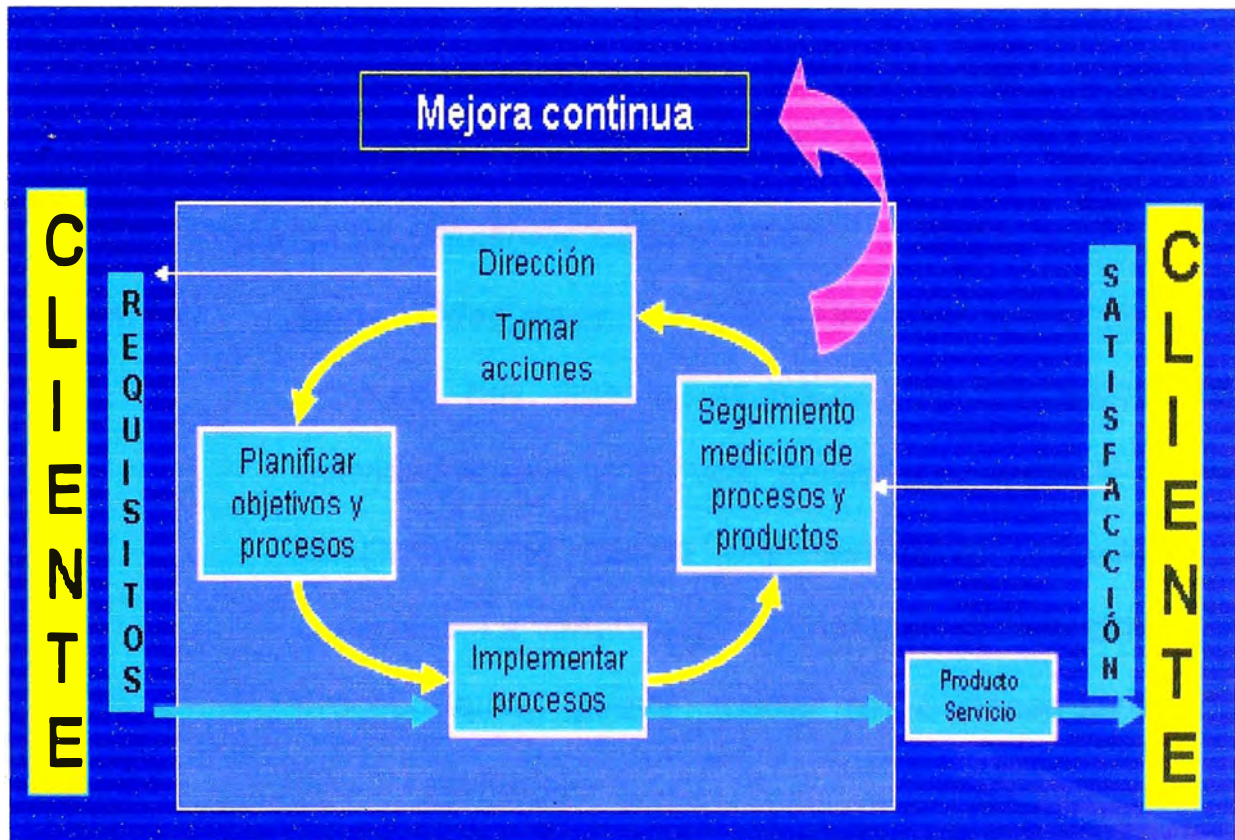 Mejora continua
CLIENTE
REQUISITOS
Dirección
Tomar
acciones
Planificar
objetivos y
procesos
Implementar
procesos
Seguimiento
medición de
procesos y
productos
Producto
Servicio
SATISFACCIÓN
CLIENTE